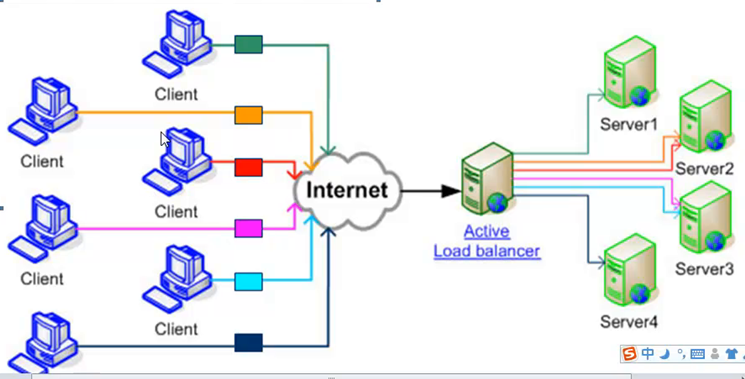 Client
Client
Client
Client
Client
Internet
Active
Load balancer
Server1
Server2
Server3
Server4
中